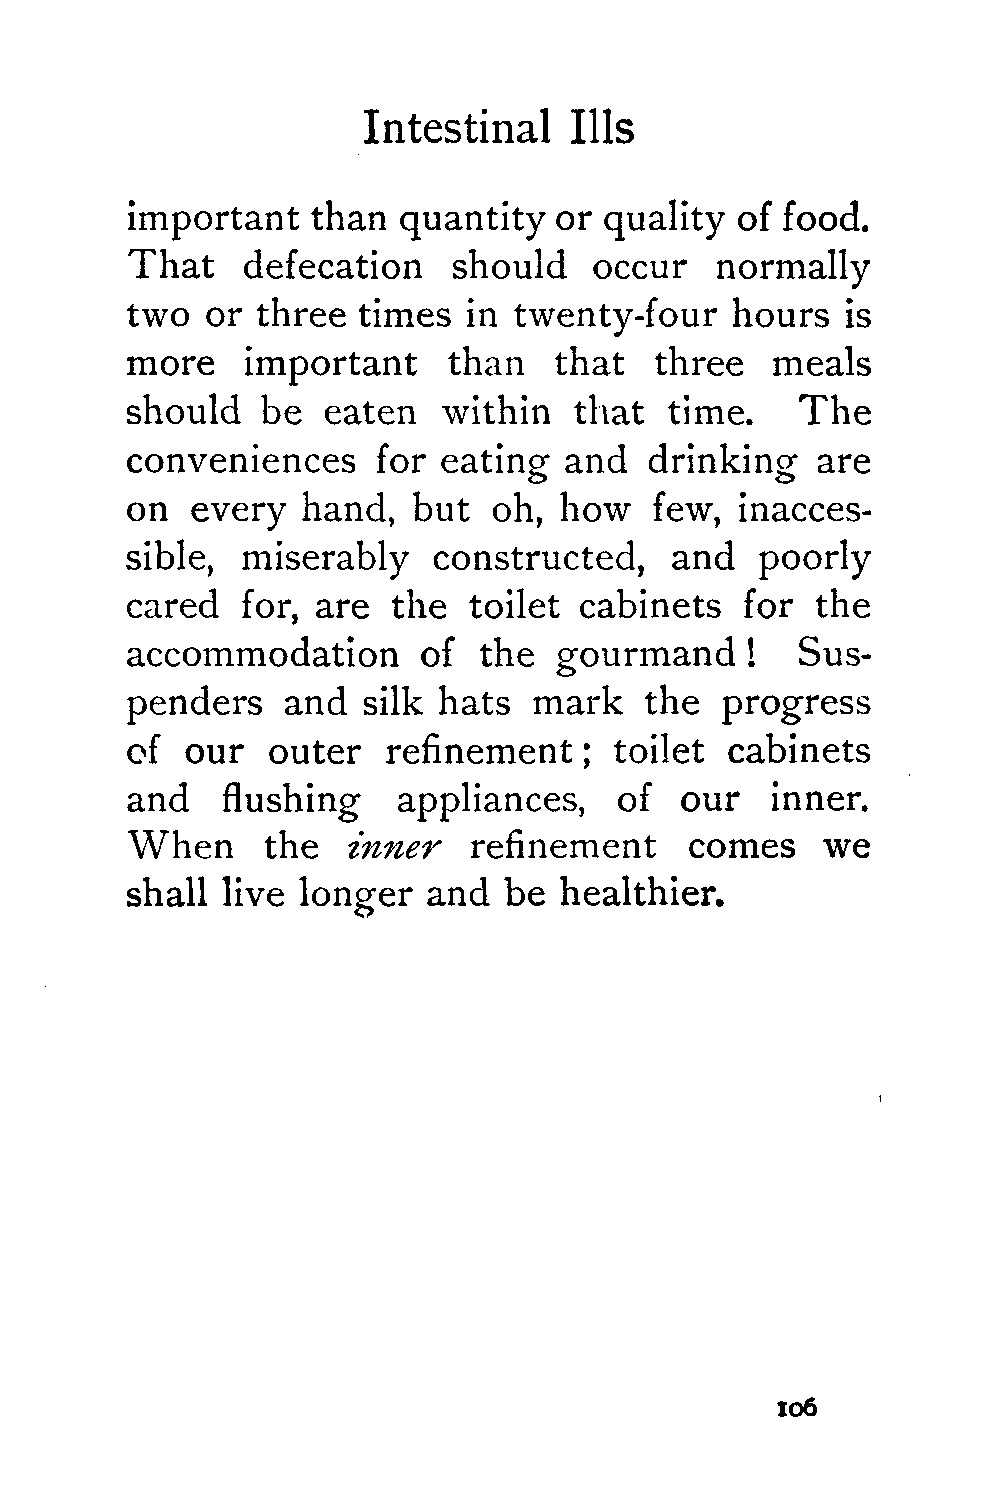 Intestinal Ills
important than quantity or quality of food.
That defecation should occur normally
two or three times in twenty-four hours is
more important than that three meals
should be eaten within that time. The
conveniences for eating and drinking are
on every hand, but oh, how few, inacces-
sible, miserably constructed, and poorly
cared for, are the toilet cabinets for the
accommodation of the gourmand! Sus-
penders and silk hats mark the progress
of our outer refinement; toilet cabinets
and flushing appliances, of our inner.
When the inner refinement comes we
shall live longer and be healthier.
106